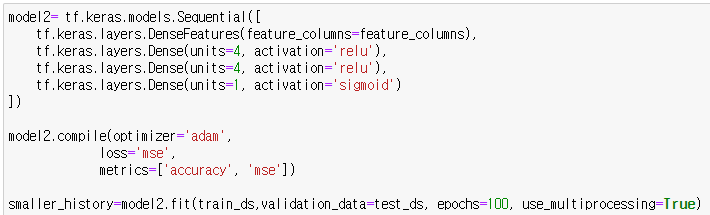 model2= tf.keras.models.Sequential([
    tf.keras.layers.DenseFeatures(feature_columns=feature_columns),
    tf.keras.layers.Dense(units=4, activation='relu'),
    tf.keras.layers.Dense(units=4, activation='relu'),
    tf.keras.layers.Dense(units=1, activation='sigmoid')
])

model2.compile(optimizer='adam',
              loss='mse',
              metrics=['accuracy', 'mse'])

smaller_history=model2.fit(train_ds,validation_data=test_ds, epochs=100, use_multiprocessing=True)